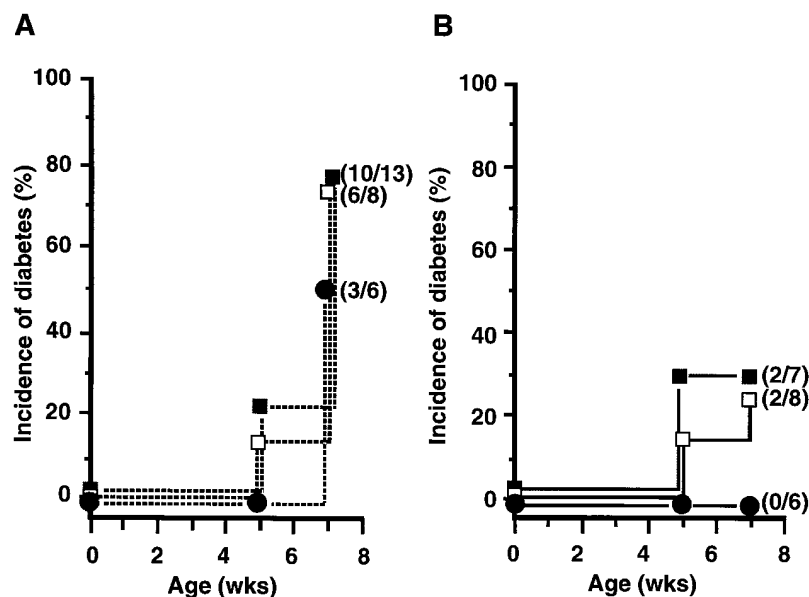 A
Incidence of diabetes (%)
100
80
60
40
20
0
(10/13)
(6/8)
(3/6)
0 2 4 6 8
Age (wks)
B
Incidence of diabetes (%)
100
80
60
40
20
0
(2/7)
(2/8)
(0/6)
0 2 4 6 8
Age (wks)